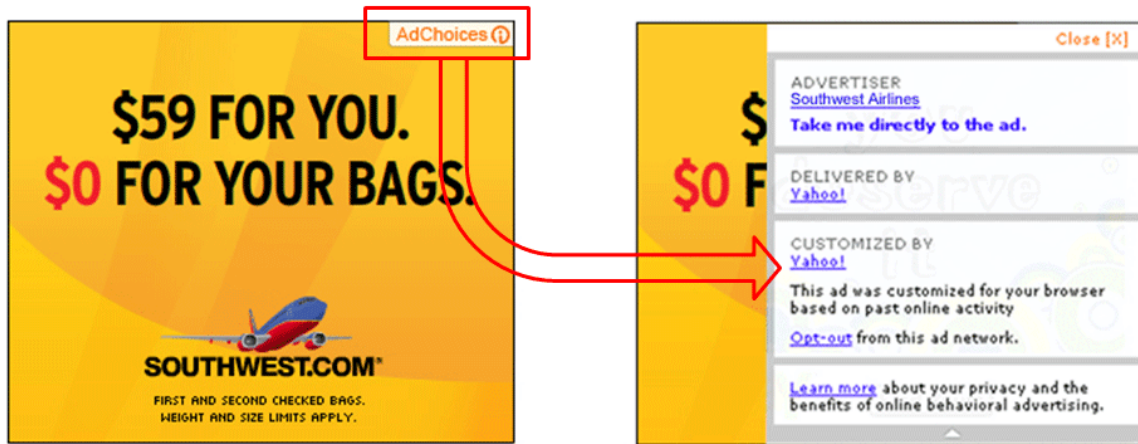 AdChoices
$59 FOR YOU.
$0 FOR YOUR BAGS.
SOUTHWEST.COM®
FIRST AND SECOND CHECKED BAGS.
WEIGHT AND SIZE LIMITS APPLY.
Close [X]
$
$0 F
ADVERTISER
Southwest Airlines
Take me directly to the ad.
DELIVERED BY
Yahoo!
CUSTOMIZED BY
Yahoo!
This ad was customized for your browser
based on past online activity
Opt-out from this ad network.
Learn more about your privacy and the
benefits of online behavioral advertising.